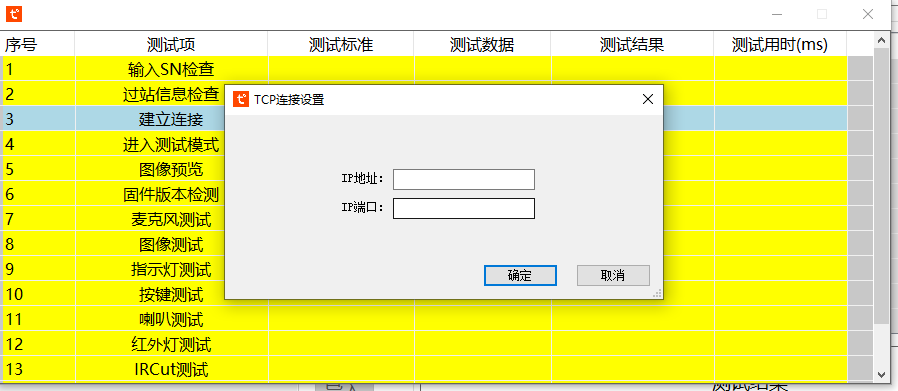 序号 测试项 测试标准 测试数据 测试结果 测试用时(ms)
1 输入SN检查
2 过站信息检查
3 建立连接
4 进入测试模式
5 图像预览
6 固件版本检测
7 麦克风测试
8 图像测试
9 指示灯测试
10 按键测试
11 喇叭测试
12 红外灯测试
13 IRCut测试
TCP连接设置
IP地址:
IP端口:
确定 取消
测试结果